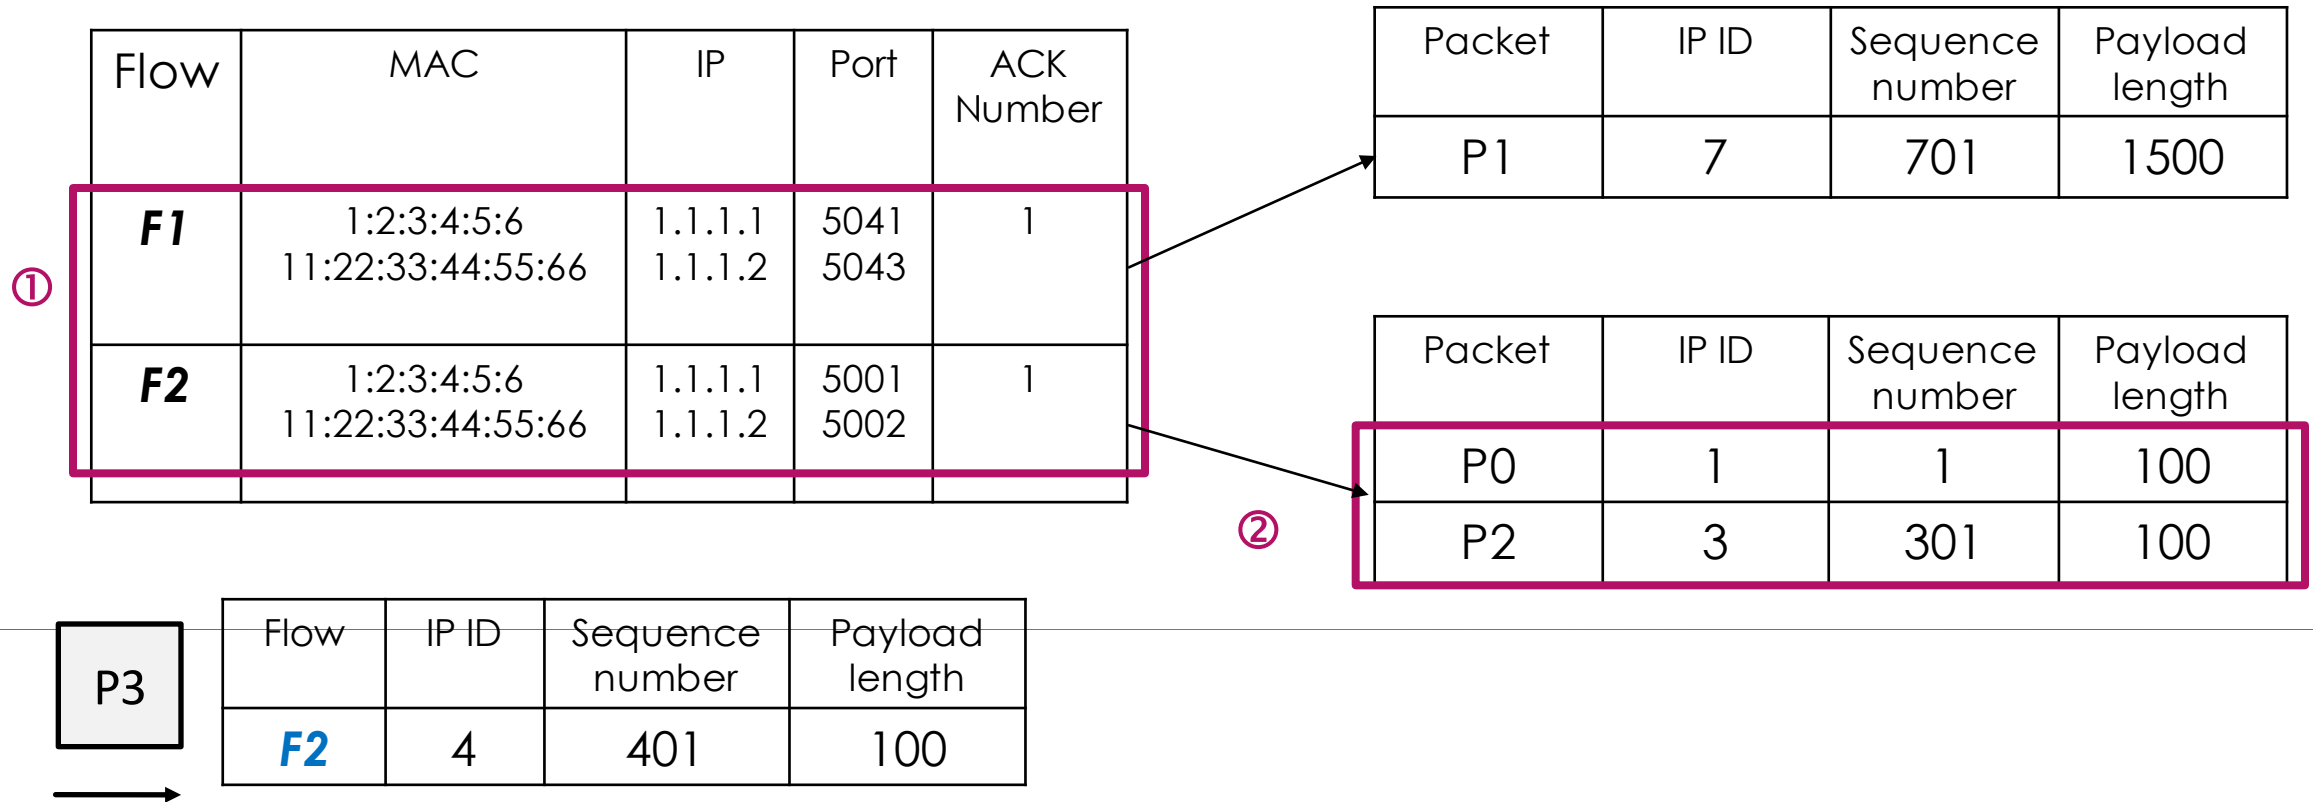 Flow MAC IP Port ACK Number
① F1 1:2:3:4:5:6 1.1.1.1 5041 1
11:22:33:44:55:66 1.1.1.2 5043
F2 1:2:3:4:5:6 1.1.1.1 5001 1
11:22:33:44:55:66 1.1.1.2 5002
Packet IP ID Sequence number Payload length
P1 7 701 1500
Packet IP ID Sequence number Payload length
② P0 1 1 100
P2 3 301 100
P3
Flow IP ID Sequence number Payload length
F2 4 401 100